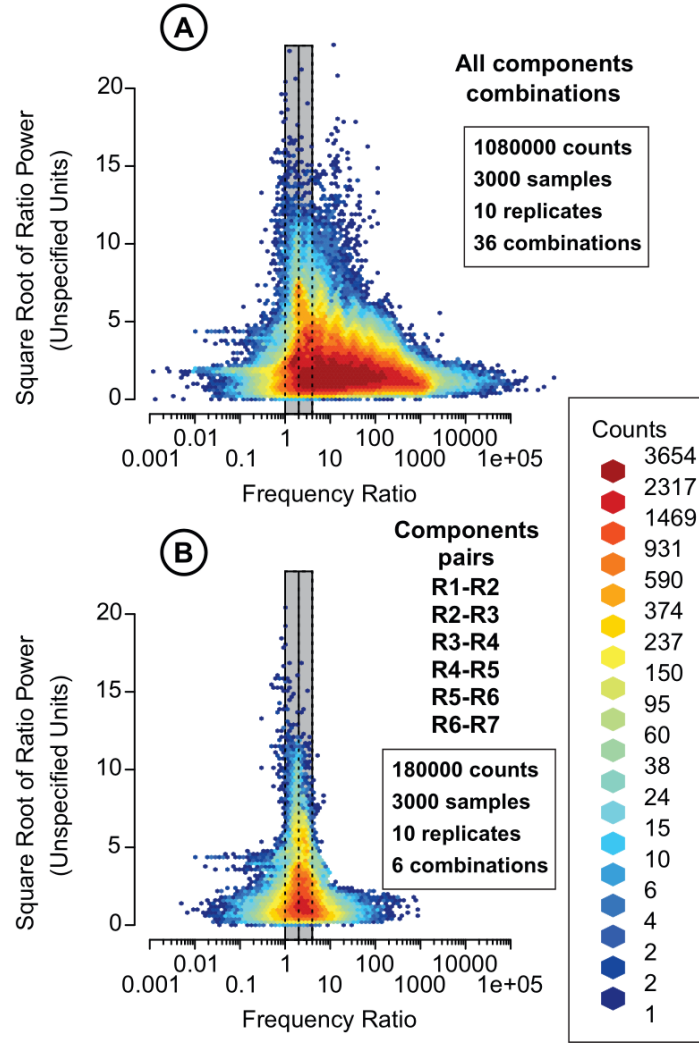 A
All components
combinations
1080000 counts
3000 samples
10 replicates
36 combinations
Square Root of Ratio Power
(Unspecified Units)
20
15
10
5
0
0.001 0.01 0.1 1 10 100 1000 10000 1e+05
Frequency Ratio
B
Components
pairs
R1-R2
R2-R3
R3-R4
R4-R5
R5-R6
R6-R7
180000 counts
3000 samples
10 replicates
6 combinations
Square Root of Ratio Power
(Unspecified Units)
20
15
10
5
0
0.001 0.01 0.1 1 10 100 1000 10000 1e+05
Frequency Ratio
Counts
3654
2317
1469
931
590
374
237
150
95
60
38
24
15
10
6
4
2
2
1